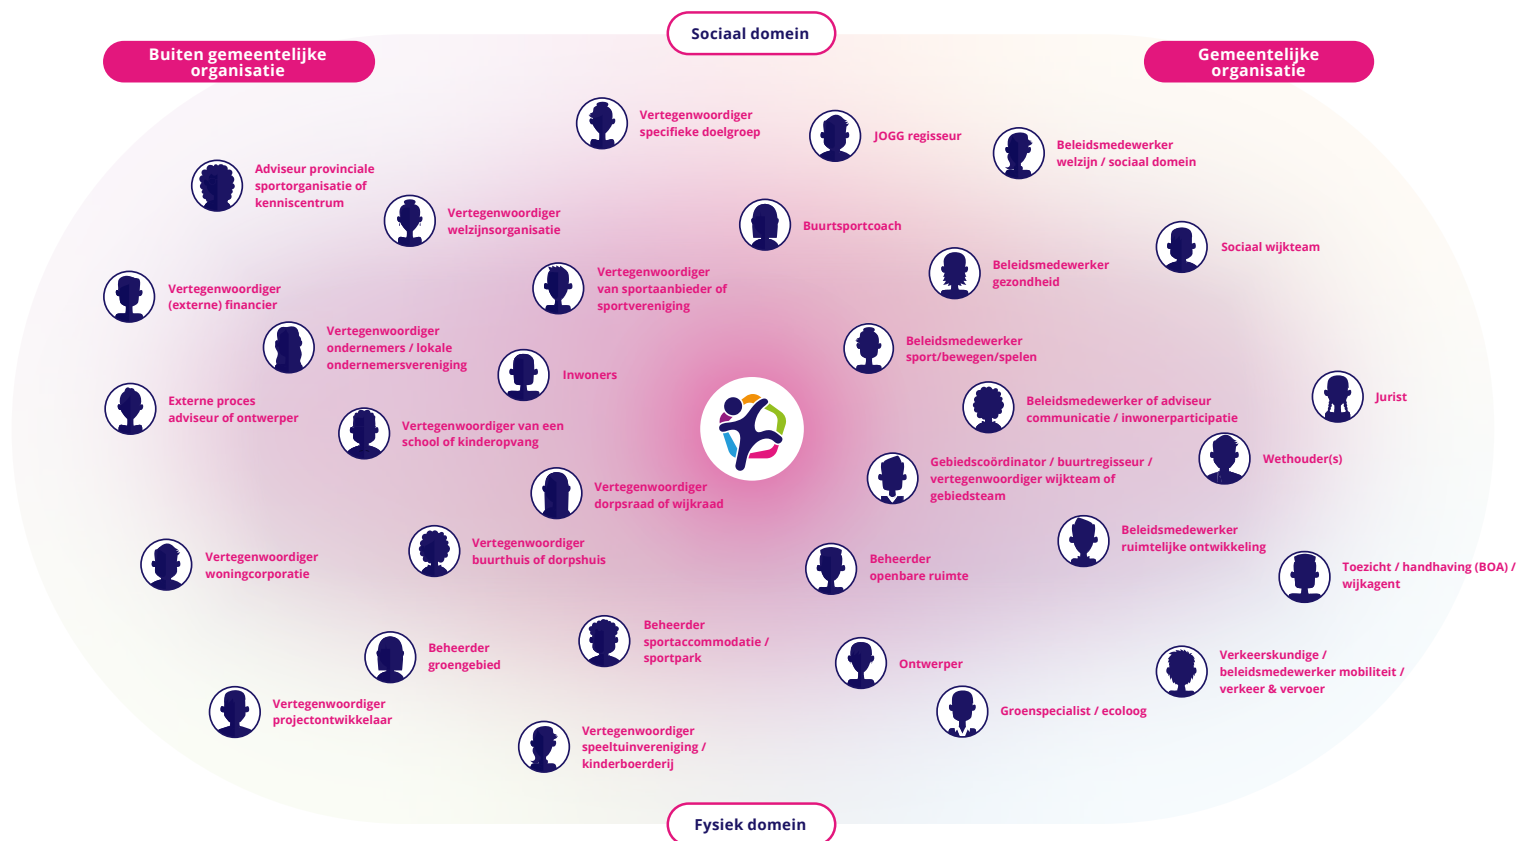 Sociaal domein
Buiten gemeentelijke
organisatie
Gemeentelijke
organisatie
Vertegenwoordiger
specifieke doelgroep
JOGG regisseur
Beleidsmedewerker
welzijn / sociaal domein
Adviseur provinciale
sportorganisatie of
kenniscentrum
Vertegenwoordiger
welzijnsorganisatie
Buurtsportcoach
Sociaal wijkteam
Vertegenwoordiger
(externe) financier
Vertegenwoordiger
van sportaanbieder of
sportvereniging
Beleidsmedewerker
gezondheid
Vertegenwoordiger
ondernemers / lokale
ondernemersvereniging
Inwoners
Beleidsmedewerker
sport/bewegen/spelen
Externe proces
adviseur of ontwerper
Vertegenwoordiger van een
school of kinderopvang
Beleidsmedewerker of adviseur
communicatie / inwonerparticipatie
Jurist
Vertegenwoordiger
dorpsraad of wijkraad
Gebiedscoördinator / buurtregisseur /
vertegenwoordiger wijkteam of
gebiedsteam
Wethouder(s)
Vertegenwoordiger
woningcorporatie
Vertegenwoordiger
buurthuis of dorpshuis
Beheerder
openbare ruimte
Beleidsmedewerker
ruimtelijke ontwikkeling
Toezicht / handhaving (BOA) /
wijkagent
Beheerder
groengebied
Beheerder
sportaccommodatie /
sportpark
Ontwerper
Verkeerskundige /
beleidsmedewerker mobiliteit /
verkeer & vervoer
Vertegenwoordiger
projectontwikkelaar
Vertegenwoordiger
speeltuinvereniging /
kinderboerderij
Groenspecialist / ecoloog
Fysiek domein